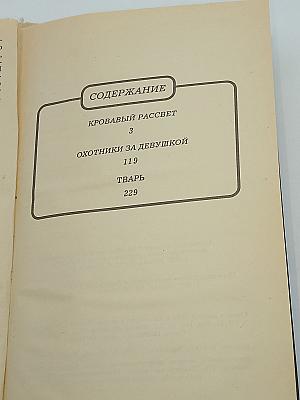 СОДЕРЖАНИЕ
КРОВАВЫЙ РАССВЕТ
3
ОХОТНИКИ ЗА ДЕВУШКОЙ
119
ТВАРЬ
229